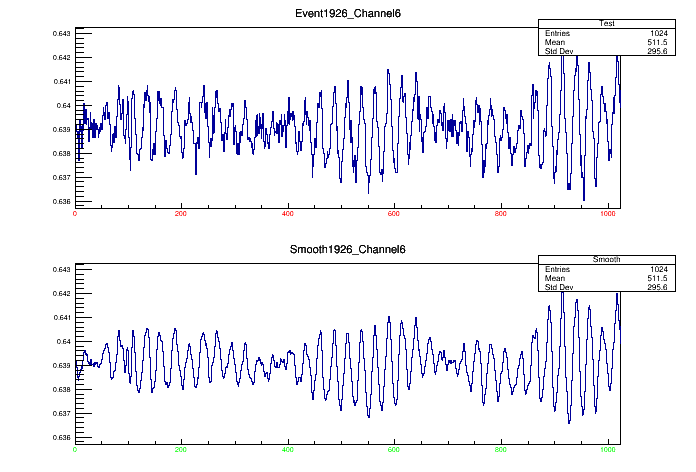 Event1926_Channel6
Test
Entries 1024
Mean 511.5
Std Dev 295.6
0.643
0.642
0.641
0.64
0.639
0.638
0.637
0.636
0 200 400 600 800 1000
Smooth1926_Channel6
Smooth
Entries 1024
Mean 511.5
Std Dev 295.6
0.643
0.642
0.641
0.64
0.639
0.638
0.637
0.636
0 200 400 600 800 1000